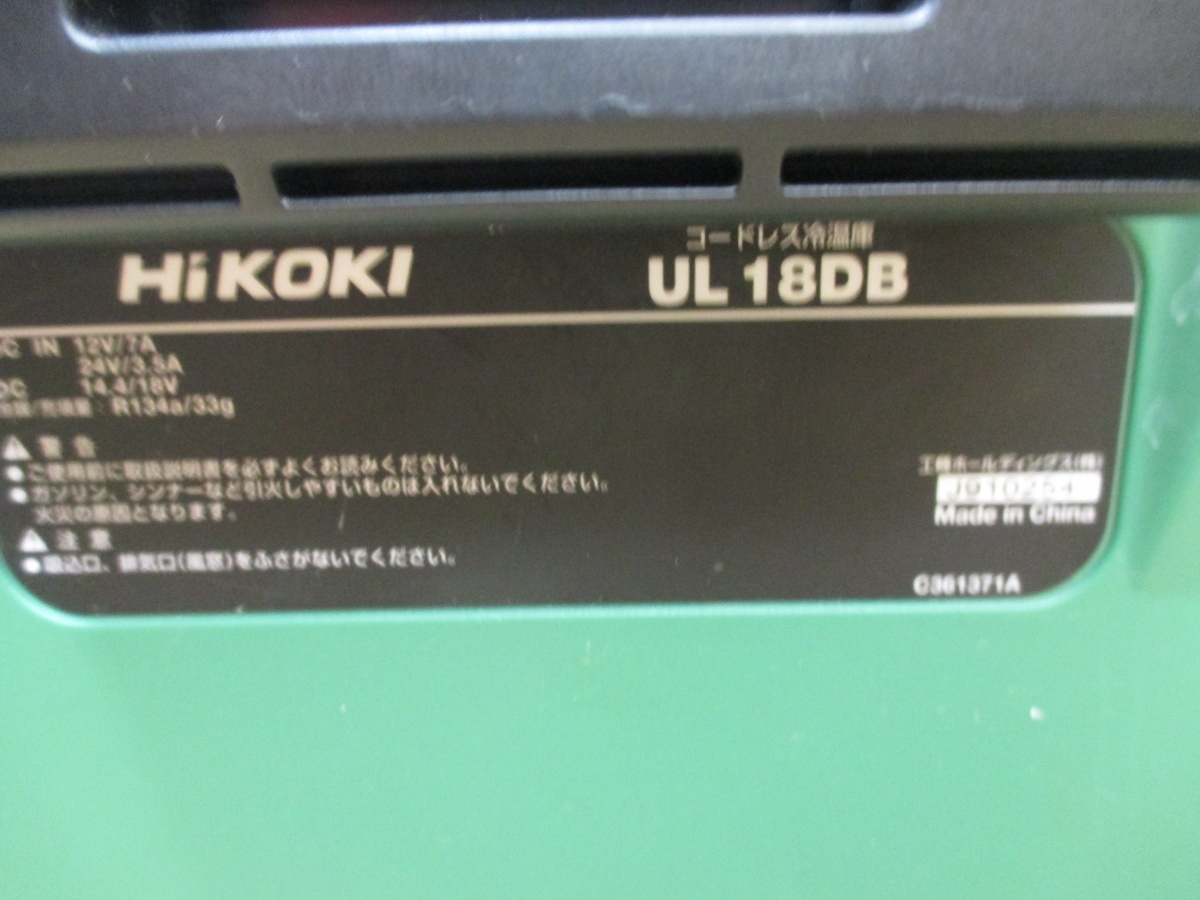 HiKOKI
コードレス冷温庫
UL 18DB
DC IN 12V/7A
24V/3.5A
DC 14.4/18V
R134a/33g
警告
●ご使用前に取扱説明書を必ずよくお読みください。
●ガソリン、シンナーなど引火しやすいものは入れないでください。
火災の原因となります。
注意
●吸込口、排気口(風窓)をふさがないでください。
工機ホールディングス(株)
Made in China
C361371A